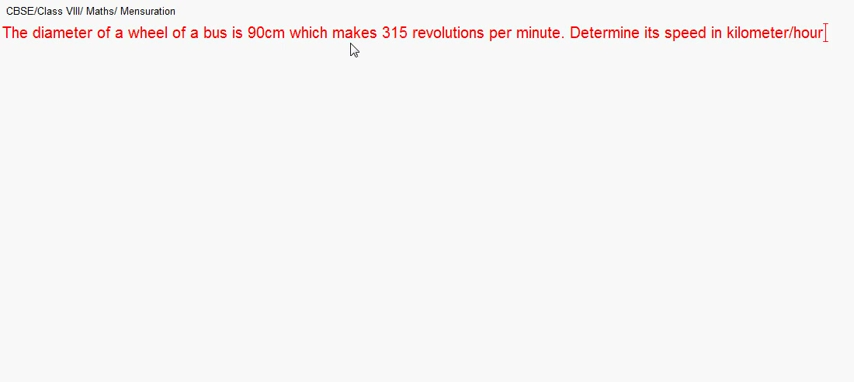 CBSE/Class VIII/ Maths/ Mensuration
The diameter of a wheel of a bus is 90cm which makes 315 revolutions per minute. Determine its speed in kilometer/hour